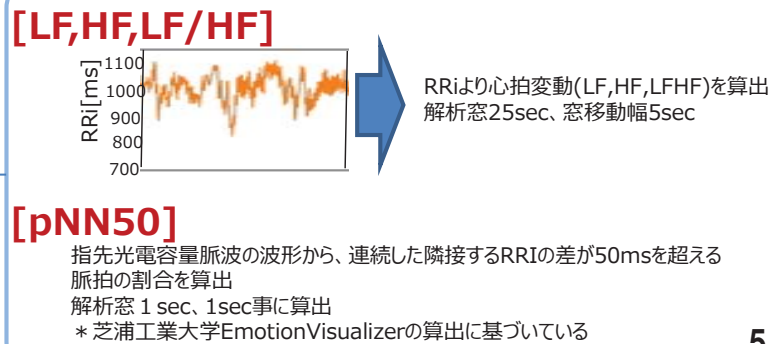 [LF,HF,LF/HF]
RRi[ms]
1100
1000
900
800
700
RRiより心拍変動(LF,HF,LFHF)を算出
解析窓25sec、窓移動幅5sec
[pNN50]
指先光電容量脈波の波形から、連続した隣接するRRIの差が50msを超える
脈拍の割合を算出
解析窓１sec、1sec事に算出
＊芝浦工業大学EmotionVisualizerの算出に基づいている
5